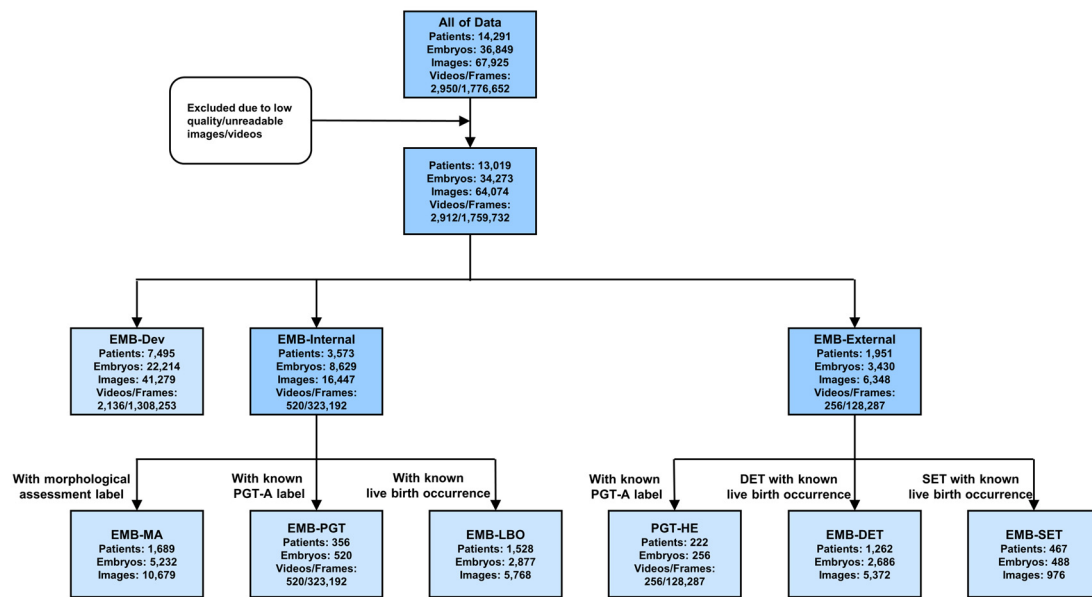 All of Data
Patients: 14,291
Embryos: 36,849
Images: 67,925
Videos/Frames:
2,950/1,776,652
Excluded due to low
quality/unreadable
images/videos
Patients: 13,019
Embryos: 34,273
Images: 64,074
Videos/Frames:
2,912/1,759,732
EMB-Dev
Patients: 7,495
Embryos: 22,214
Images: 41,279
Videos/Frames:
2,136/1,308,253
EMB-Internal
Patients: 3,573
Embryos: 8,629
Images: 16,447
Videos/Frames:
520/323,192
EMB-External
Patients: 1,951
Embryos: 3,430
Images: 6,348
Videos/Frames:
256/128,287
With morphological
assessment label
With known
PGT-A label
With known
live birth occurrence
With known
PGT-A label
DET with known
live birth occurrence
SET with known
live birth occurrence
EMB-MA
Patients: 1,689
Embryos: 5,232
Images: 10,679
EMB-PGT
Patients: 356
Embryos: 520
Videos/Frames:
520/323,192
EMB-LBO
Patients: 1,528
Embryos: 2,877
Images: 5,768
PGT-HE
Patients: 222
Embryos: 256
Videos/Frames:
256/128,287
EMB-DET
Patients: 1,262
Embryos: 2,686
Images: 5,372
EMB-SET
Patients: 467
Embryos: 488
Images: 976